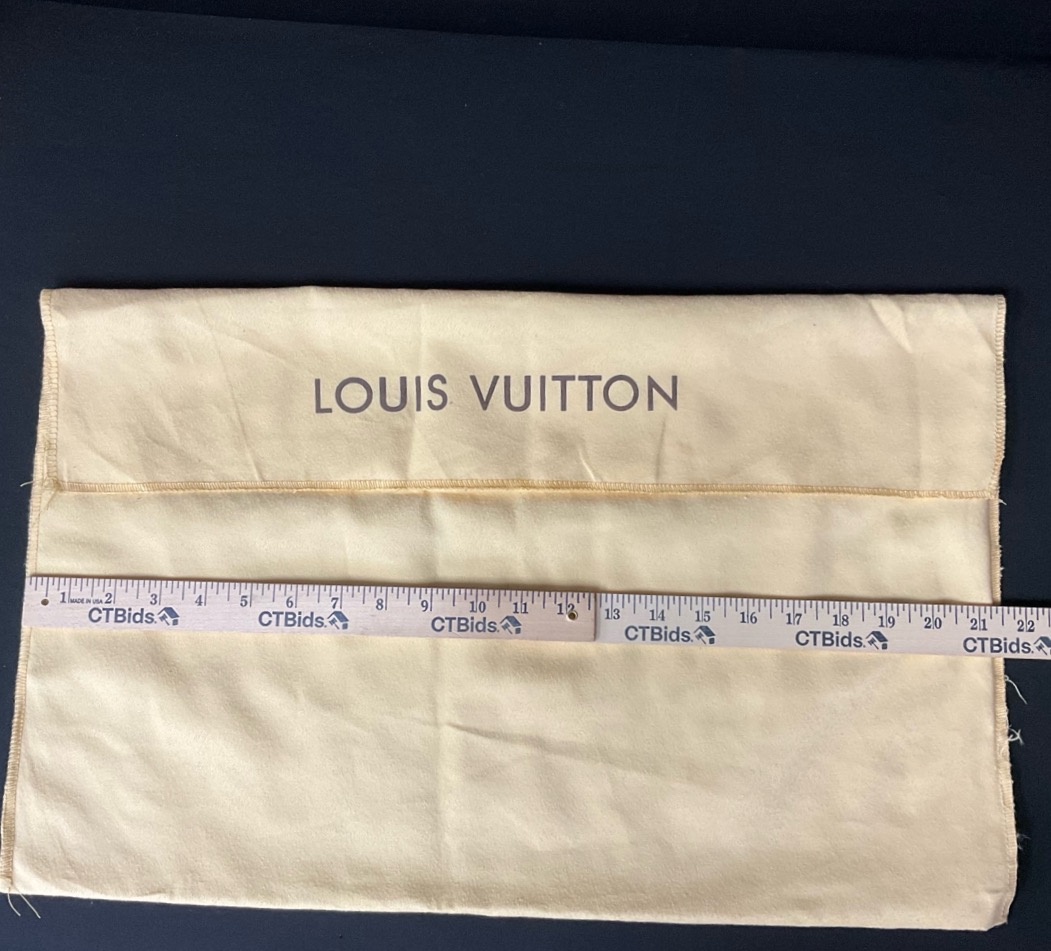 LOUIS VUITTON
1 MADE IN USA 2 3 4 5 6 7 8 9 10 11 12 13 14 15 16 17 18 19 20 21 22
CTBids. CTBids. CTBids. CTBids. CTBids. CTBids.